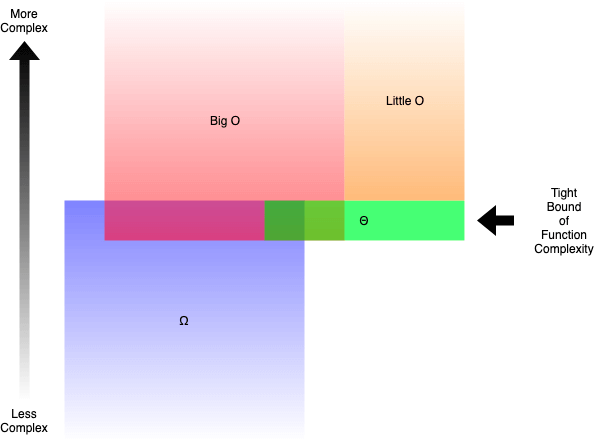 More
Complex
Big O
Little O
Θ
Tight
Bound
of
Function
Complexity
Ω
Less
Complex